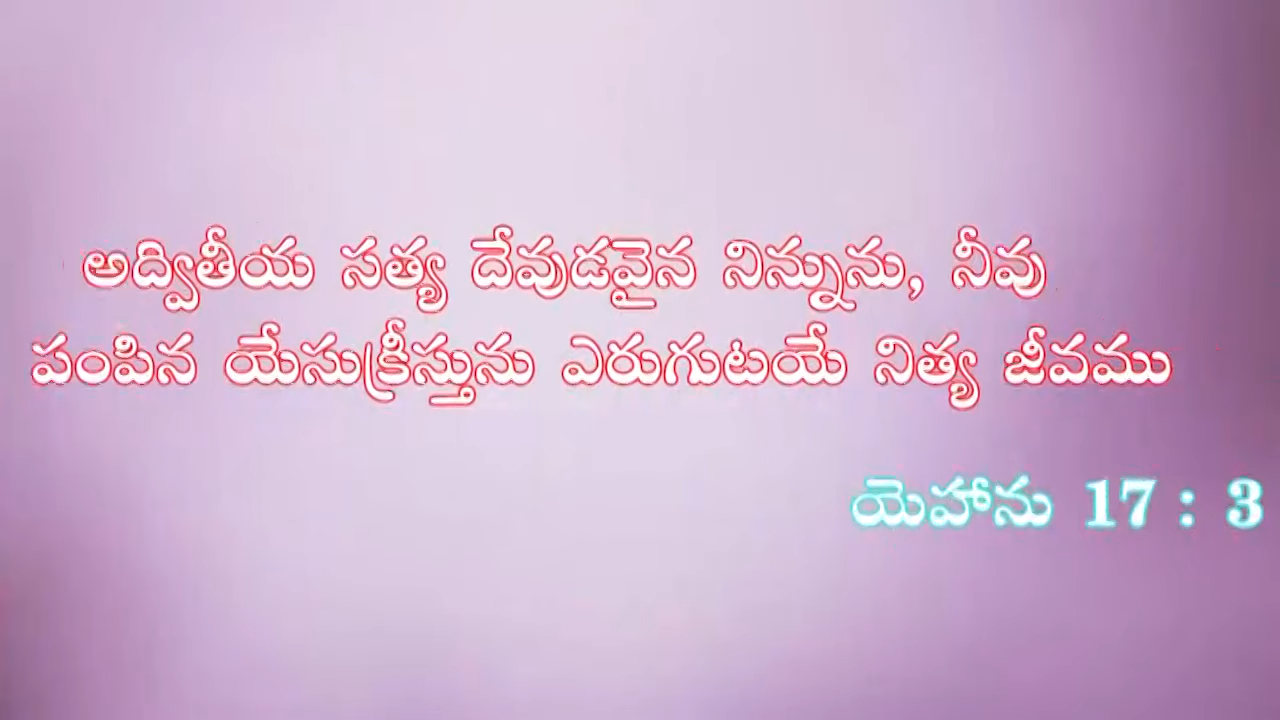 అద్వితీయ సత్య దేవుడవైన నిన్నును, నీవు
పంపిన యేసుక్రీస్తును ఎరుగుటయే నిత్య జీవము
యెహాను 17 : 3